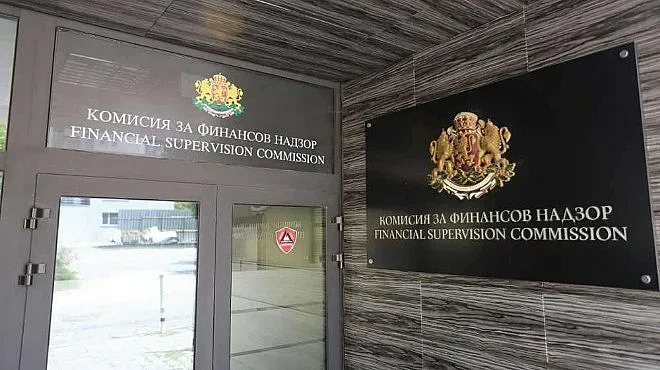 КОМИСИЯ ЗА ФИНАНСОВ НАДЗОР
FINANCIAL SUPERVISION COMMISSION
КОМИСИЯ ЗА ФИНАНСОВ НАДЗОР
FINANCIAL SUPERVISION COMMISSION